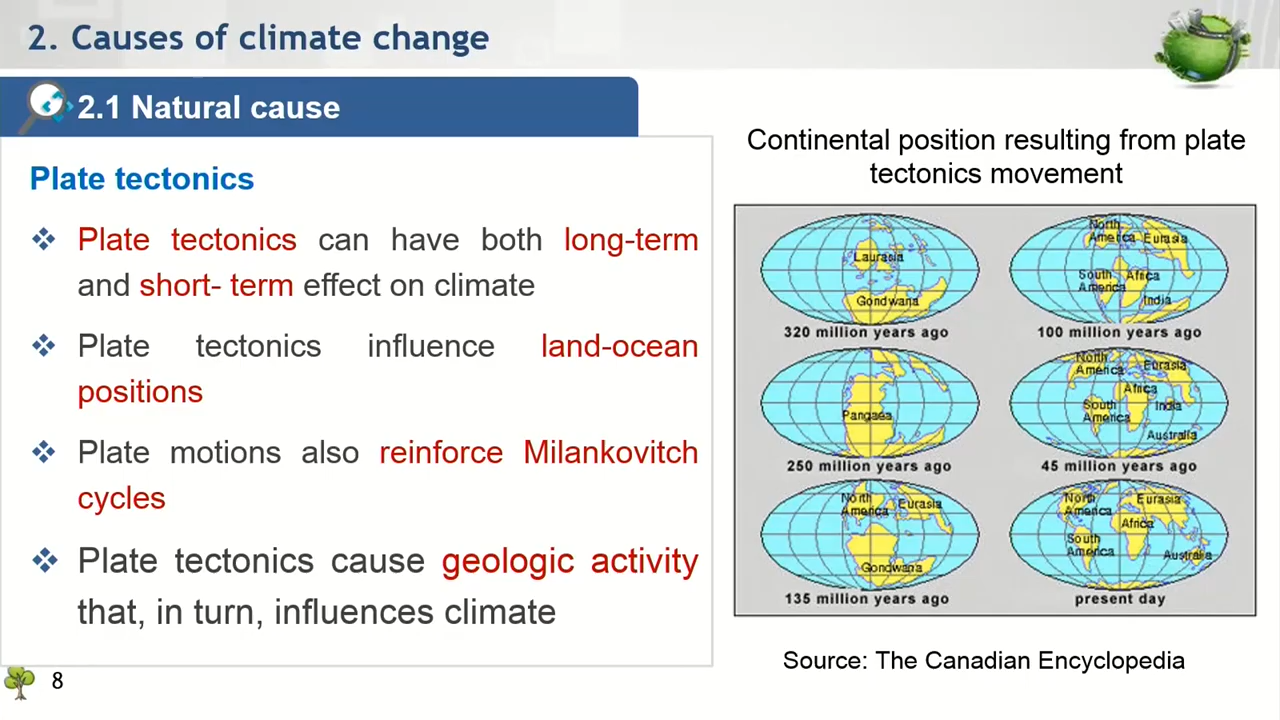 2. Causes of climate change
2.1 Natural cause
Plate tectonics
Plate tectonics can have both long-term
and short- term effect on climate
Plate tectonics influence land-ocean
positions
Plate motions also reinforce Milankovitch
cycles
Plate tectonics cause geologic activity
that, in turn, influences climate
8
Continental position resulting from plate
tectonics movement
Laurasia
Gondwana
320 million years ago
North
America
Eurasia
South
America
Africa
India
100 million years ago
Pangaea
250 million years ago
North
America
Eurasia
Africa
South
America
India
Australia
45 million years ago
North
America
Eurasia
Gondwana
135 million years ago
North
America
Eurasia
Africa
South
America
Australia
present day
Source: The Canadian Encyclopedia